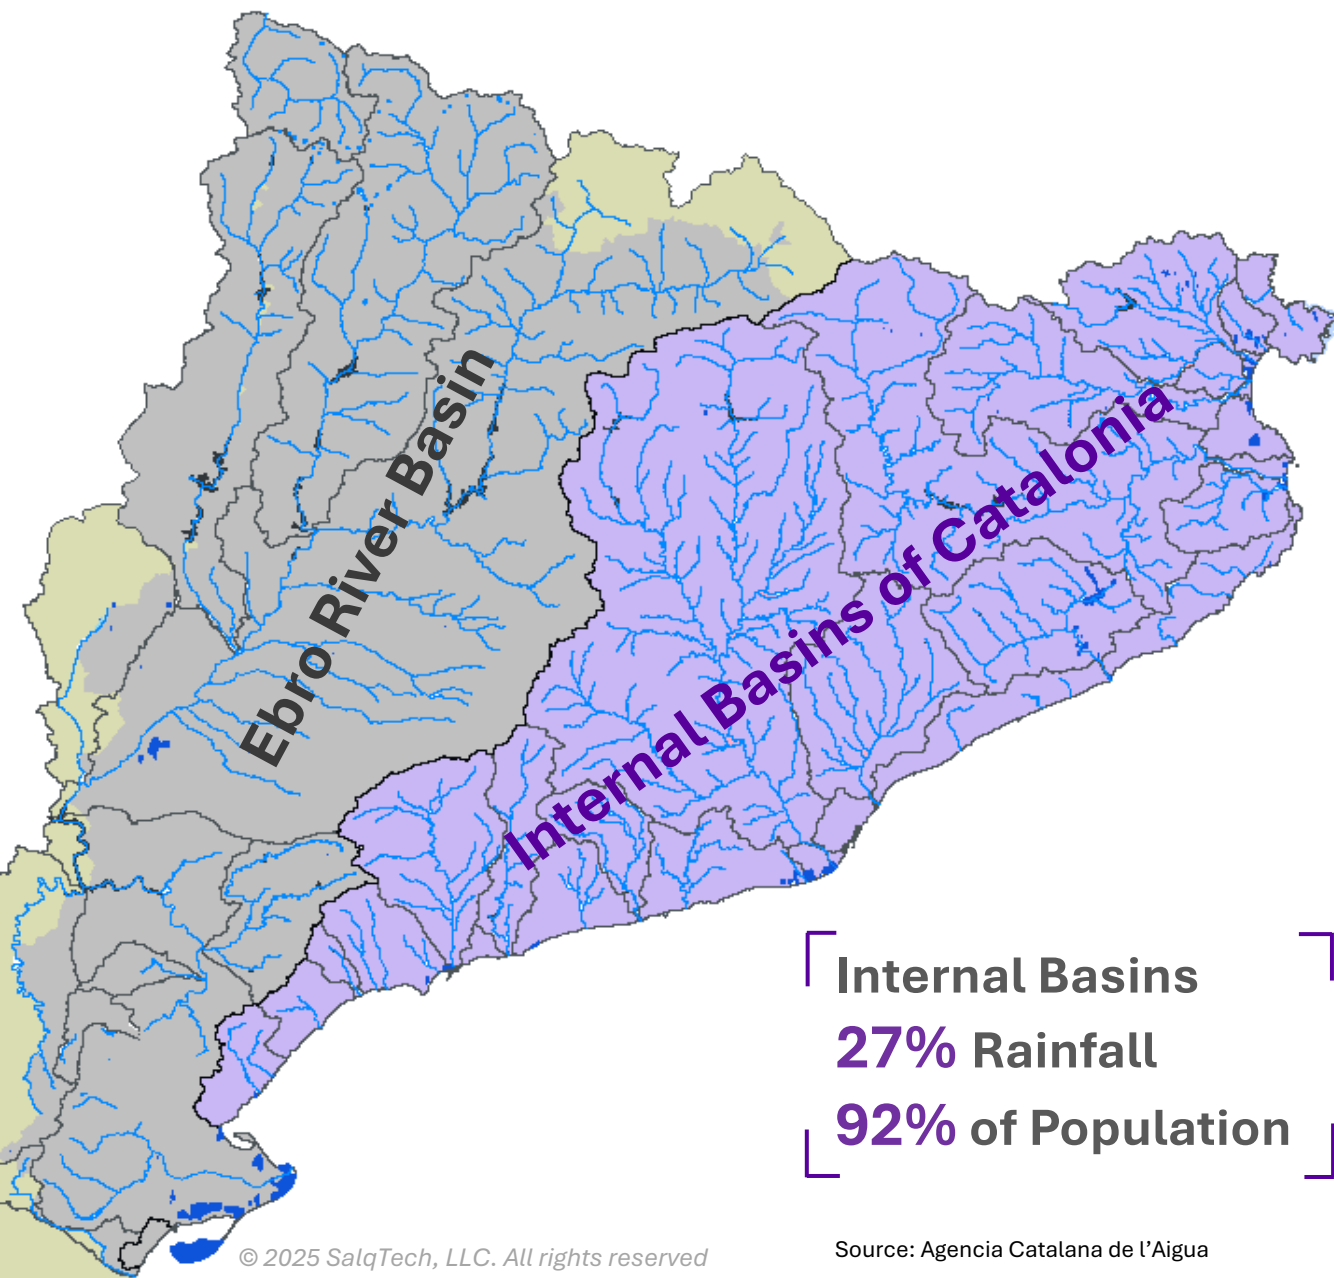 Ebro River Basin
Internal Basins of Catalonia
Internal Basins
27% Rainfall
92% of Population
© 2025 SalqTech, LLC. All rights reserved
Source: Agencia Catalana de l’Aigua